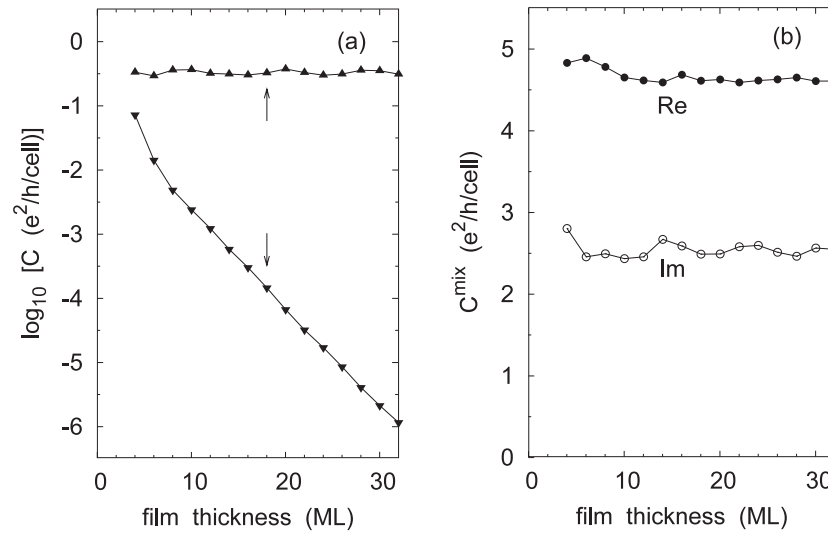 (a)
0
-1
-2
-3
-4
-5
-6
log₁₀ [C (e²/h/cell)]
0 10 20 30
film thickness (ML)
(b)
5
4
3
2
1
0
Re
Im
C^mix (e²/h/cell)
0 10 20 30
film thickness (ML)